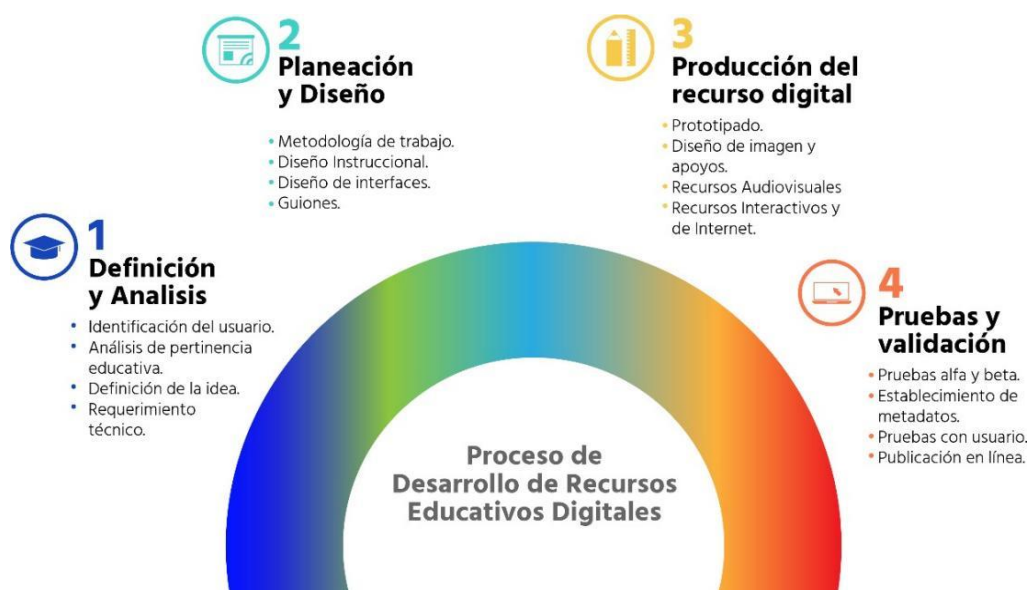 1
Definición
y Analisis
• Identificación del usuario.
• Análisis de pertinencia
educativa.
• Definición de la idea.
• Requerimiento
técnico.
2
Planeación
y Diseño
• Metodología de trabajo.
• Diseño Instruccional.
• Diseño de interfaces.
• Guiones.
3
Producción del
recurso digital
• Prototipado.
• Diseño de imagen y
apoyos.
• Recursos Audiovisuales
• Recursos Interactivos y
de Internet.
4
Pruebas y
validación
• Pruebas alfa y beta.
• Establecimiento de
metadatos.
• Pruebas con usuario.
• Publicación en línea.
Proceso de
Desarrollo de Recursos
Educativos Digitales